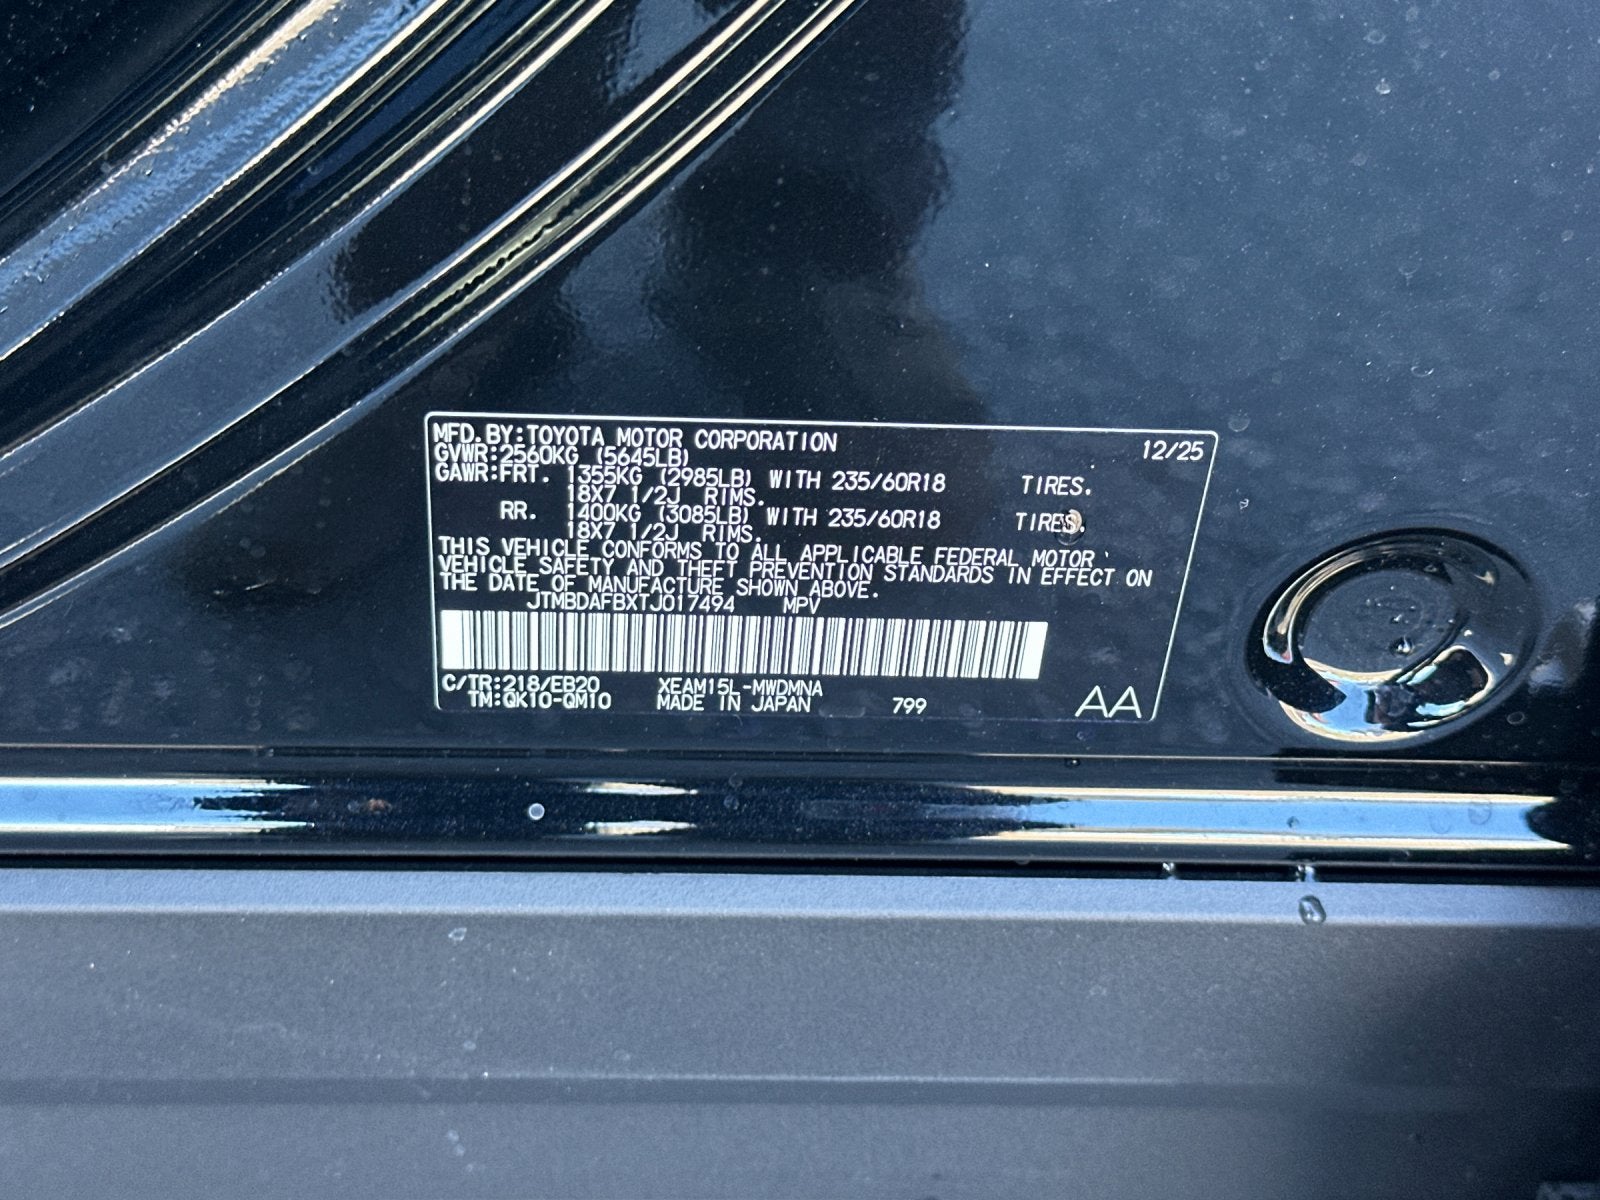 MFD.BY:TOYOTA MOTOR CORPORATION 12/25
GVWR:2560KG (5645LB)
GAWR:FRT. 1355KG (2985LB) WITH 235/60R18 TIRES.
18X7 1/2J RIMS.
RR. 1400KG (3085LB) WITH 235/60R18 TIRES.
18X7 1/2J RIMS.
THIS VEHICLE CONFORMS TO ALL APPLICABLE FEDERAL MOTOR
VEHICLE SAFETY AND THEFT PREVENTION STANDARDS IN EFFECT ON
THE DATE OF MANUFACTURE SHOWN ABOVE.
JTMBDAFBXTJ017494 MPV
C/TR:218/EB20 XEAM15L-MWDMNA
TM:QK10-QM10 MADE IN JAPAN 799 AA